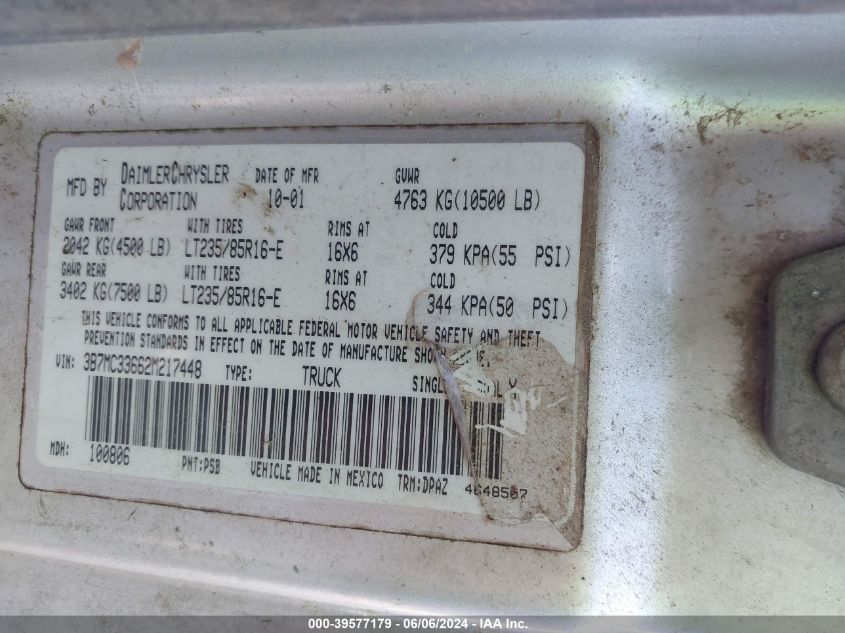 MFD BY DAIMLERCHRYSLER CORPORATION DATE OF MFR 10-01 GVWR 4763 KG(10500 LB)
GAWR FRONT WITH TIRES RIMS AT COLD
2042 KG(4500 LB) LT235/85R16-E 16X6 379 KPA(55 PSI)
GAWR REAR WITH TIRES RIMS AT COLD
3402 KG(7500 LB) LT235/85R16-E 16X6 344 KPA(50 PSI)
THIS VEHICLE CONFORMS TO ALL APPLICABLE FEDERAL MOTOR VEHICLE SAFETY AND THEFT
PREVENTION STANDARDS IN EFFECT ON THE DATE OF MANUFACTURE
VIN: 3B7MC33662M217448 TYPE: TRUCK
MDH: 100806 PNT:PSB VEHICLE MADE IN MEXICO TRM:DPAZ
000-39577179 - 06/06/2024 - IAA Inc.